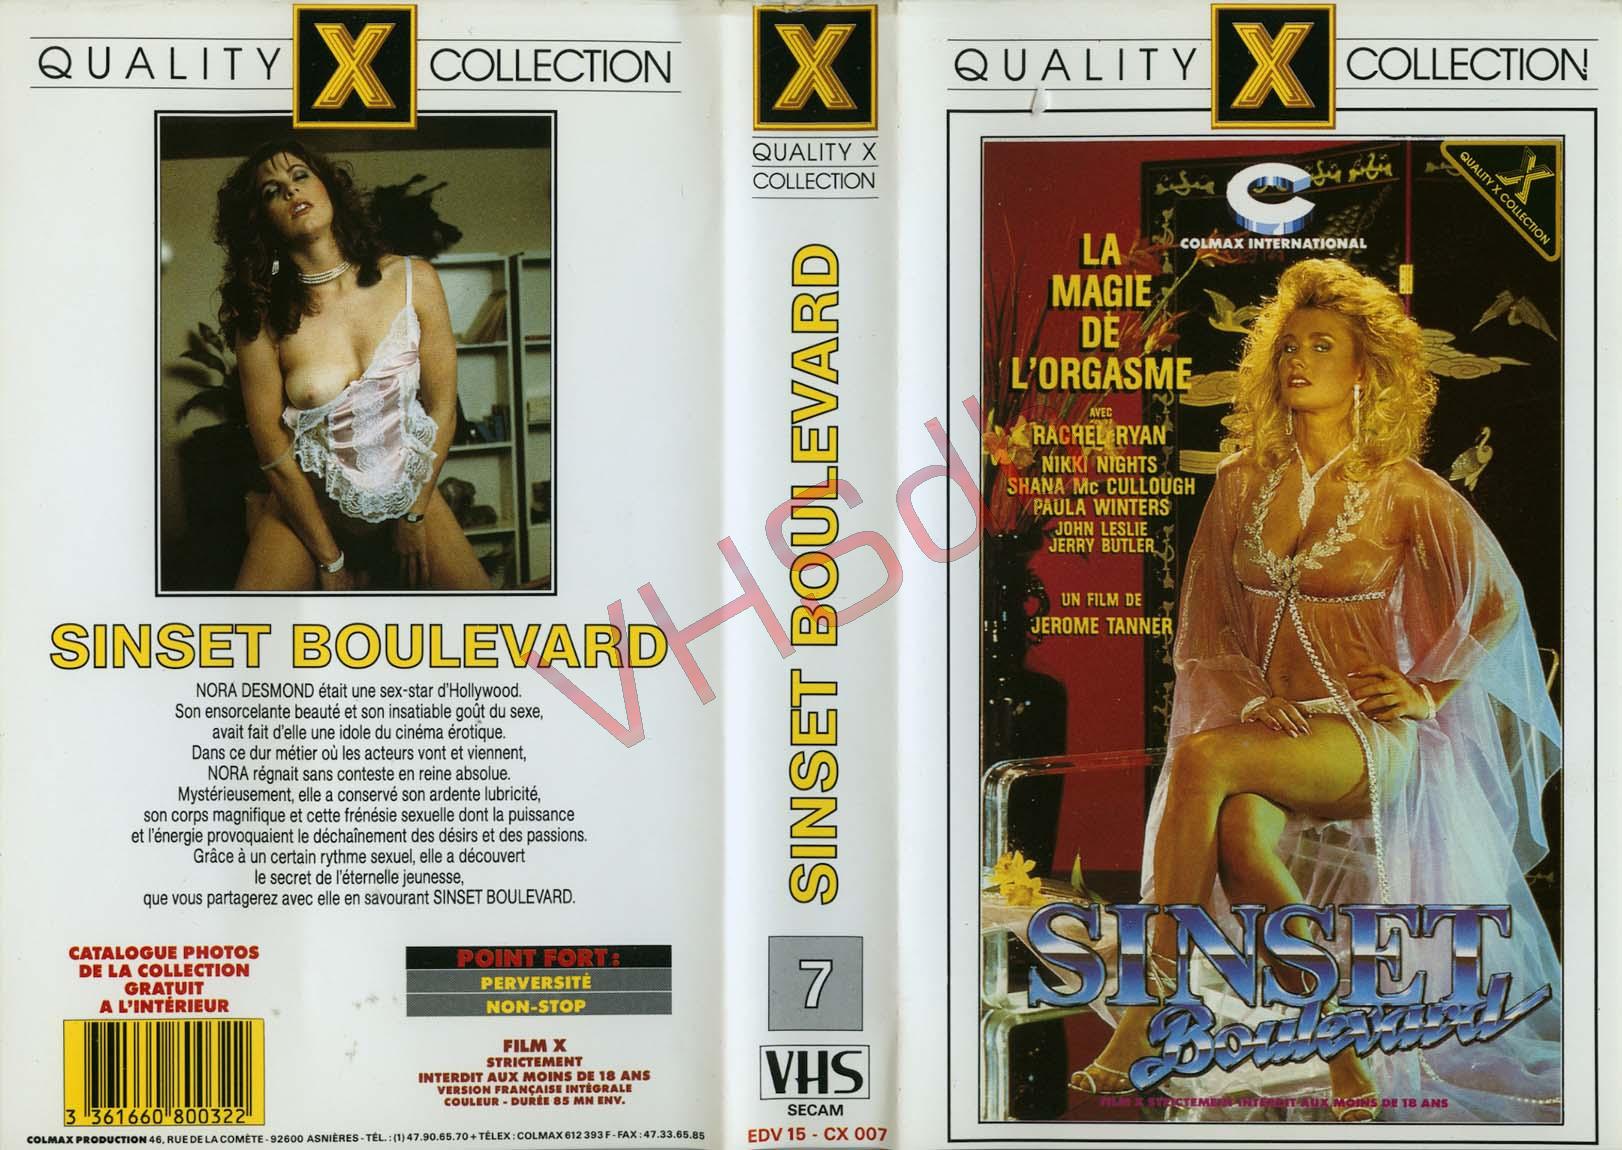 QUALITY X COLLECTION
SINSET BOULEVARD
NORA DESMOND était une sex-star d'Hollywood.
Son ensorcelante beauté et son insatiable goût du sexe,
avait fait d'elle une idole du cinéma érotique.
Dans ce dur métier où les acteurs vont et viennent,
NORA régnait sans conteste en reine absolue.
Mystérieusement, elle a conservé son ardente lubricité,
son corps magnifique et cette frénésie sexuelle dont la puissance
et l'énergie provoquaient le déchaînement des désirs et des passions.
Grâce à un certain rythme sexuel, elle a découvert
le secret de l'éternelle jeunesse,
que vous partagerez avec elle en savourant SINSET BOULEVARD.
CATALOGUE PHOTOS
DE LA COLLECTION
GRATUIT
A L'INTÉRIEUR
3 361660 800322
POINT FORT :
PERVERSITÉ
NON-STOP
FILM X
STRICTEMENT
INTERDIT AUX MOINS DE 18 ANS
VERSION FRANÇAISE INTÉGRALE
COULEUR - DURÉE 85 MN ENV.
COLMAX PRODUCTION 46, RUE DE LA COMÈTE - 92600 ASNIÈRES - TÉL. : (1) 47.90.65.70 + TÉLEX : COLMAX 612 393 F - FAX : 47.33.65.85
X
QUALITY X
COLLECTION
SINSET BOULEVARD
7
VHS
SECAM
EDV 15 - CX 007
QUALITY X COLLECTION
X
QUALITY X COLLECTION
C
COLMAX INTERNATIONAL
LA
MAGIE
DE
L'ORGASME
AVEC
RACHEL RYAN
NIKKI NIGHTS
SHANA Mc CULLOUGH
PAULA WINTERS
JOHN LESLIE
JERRY BUTLER
UN FILM DE
JEROME TANNER
SINSET
Boulevard
FILM X STRICTEMENT INTERDIT AUX MOINS DE 18 ANS